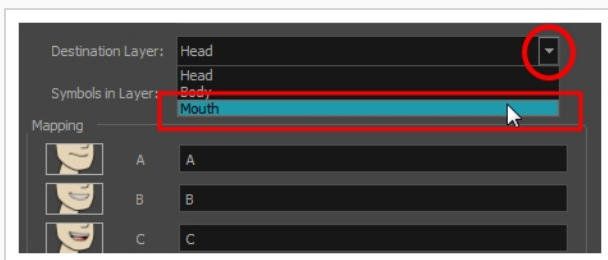 Destination Layer: Head
Head
Symbols in Layer: Body
Mouth
Mapping
A A
B B
C C